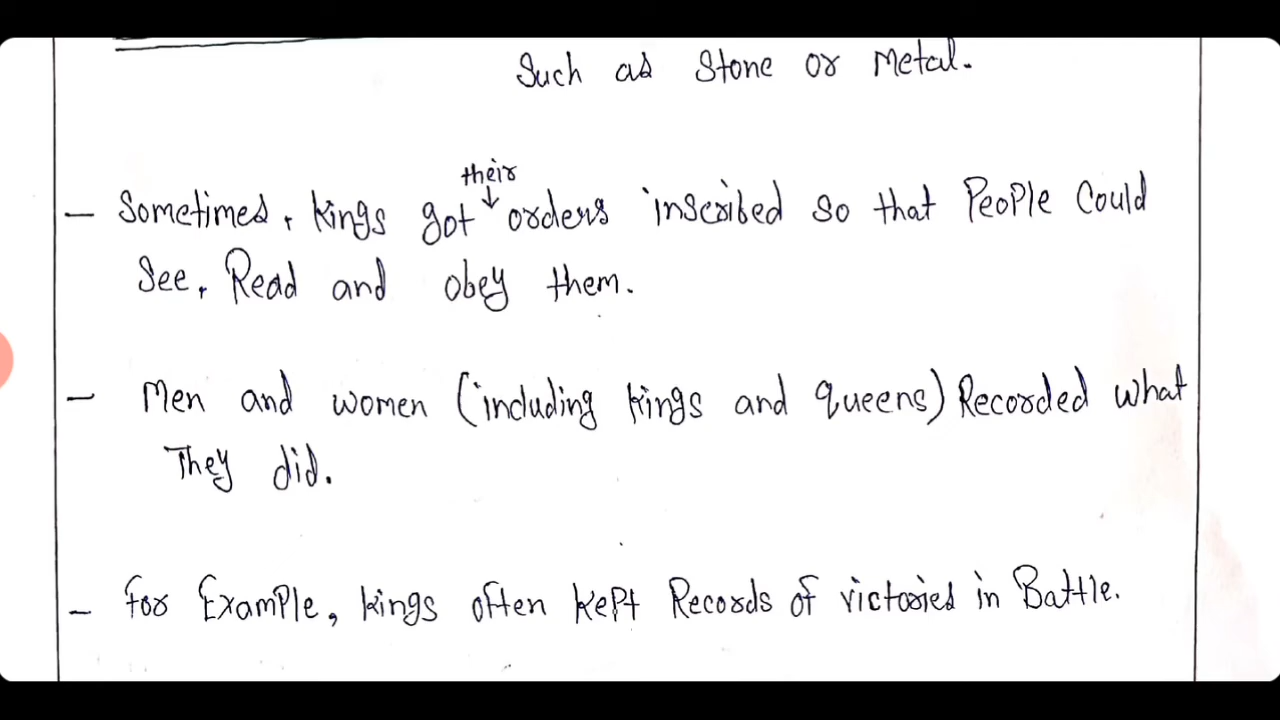 Such as Stone or Metal.
their
- Sometimes, Kings got ↓ orders inscribed so that People Could
See, Read and obey them.
- Men and women (including kings and queens) Recorded what
They did.
- For Example, kings often kept Records of victories in Battle.